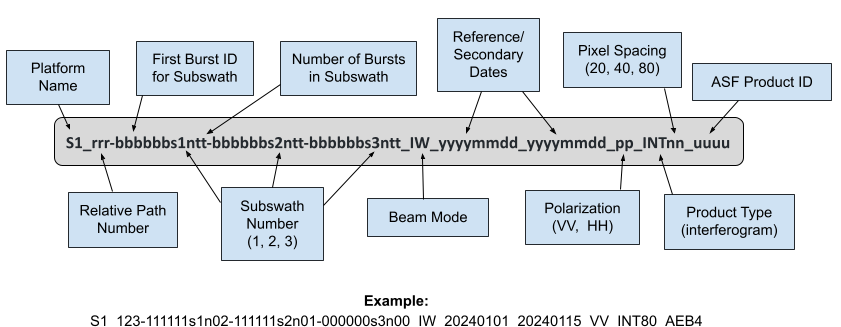 Platform
Name
First Burst ID
for Subswath
Number of Bursts
in Subswath
Reference/
Secondary
Dates
Pixel Spacing
(20, 40, 80)
ASF Product ID
S1_rrr-bbbbbbs1ntt-bbbbbbs2ntt-bbbbbbs3ntt_IW_yyyymmdd_yyyymmdd_pp_INTnn_uuuu
Relative Path
Number
Subswath
Number
(1, 2, 3)
Beam Mode
Polarization
(VV, HH)
Product Type
(interferogram)
Example:
S1_123-111111s1n02-111111s2n01-000000s3n00_IW_20240101_20240115_VV_INT80_AEB4